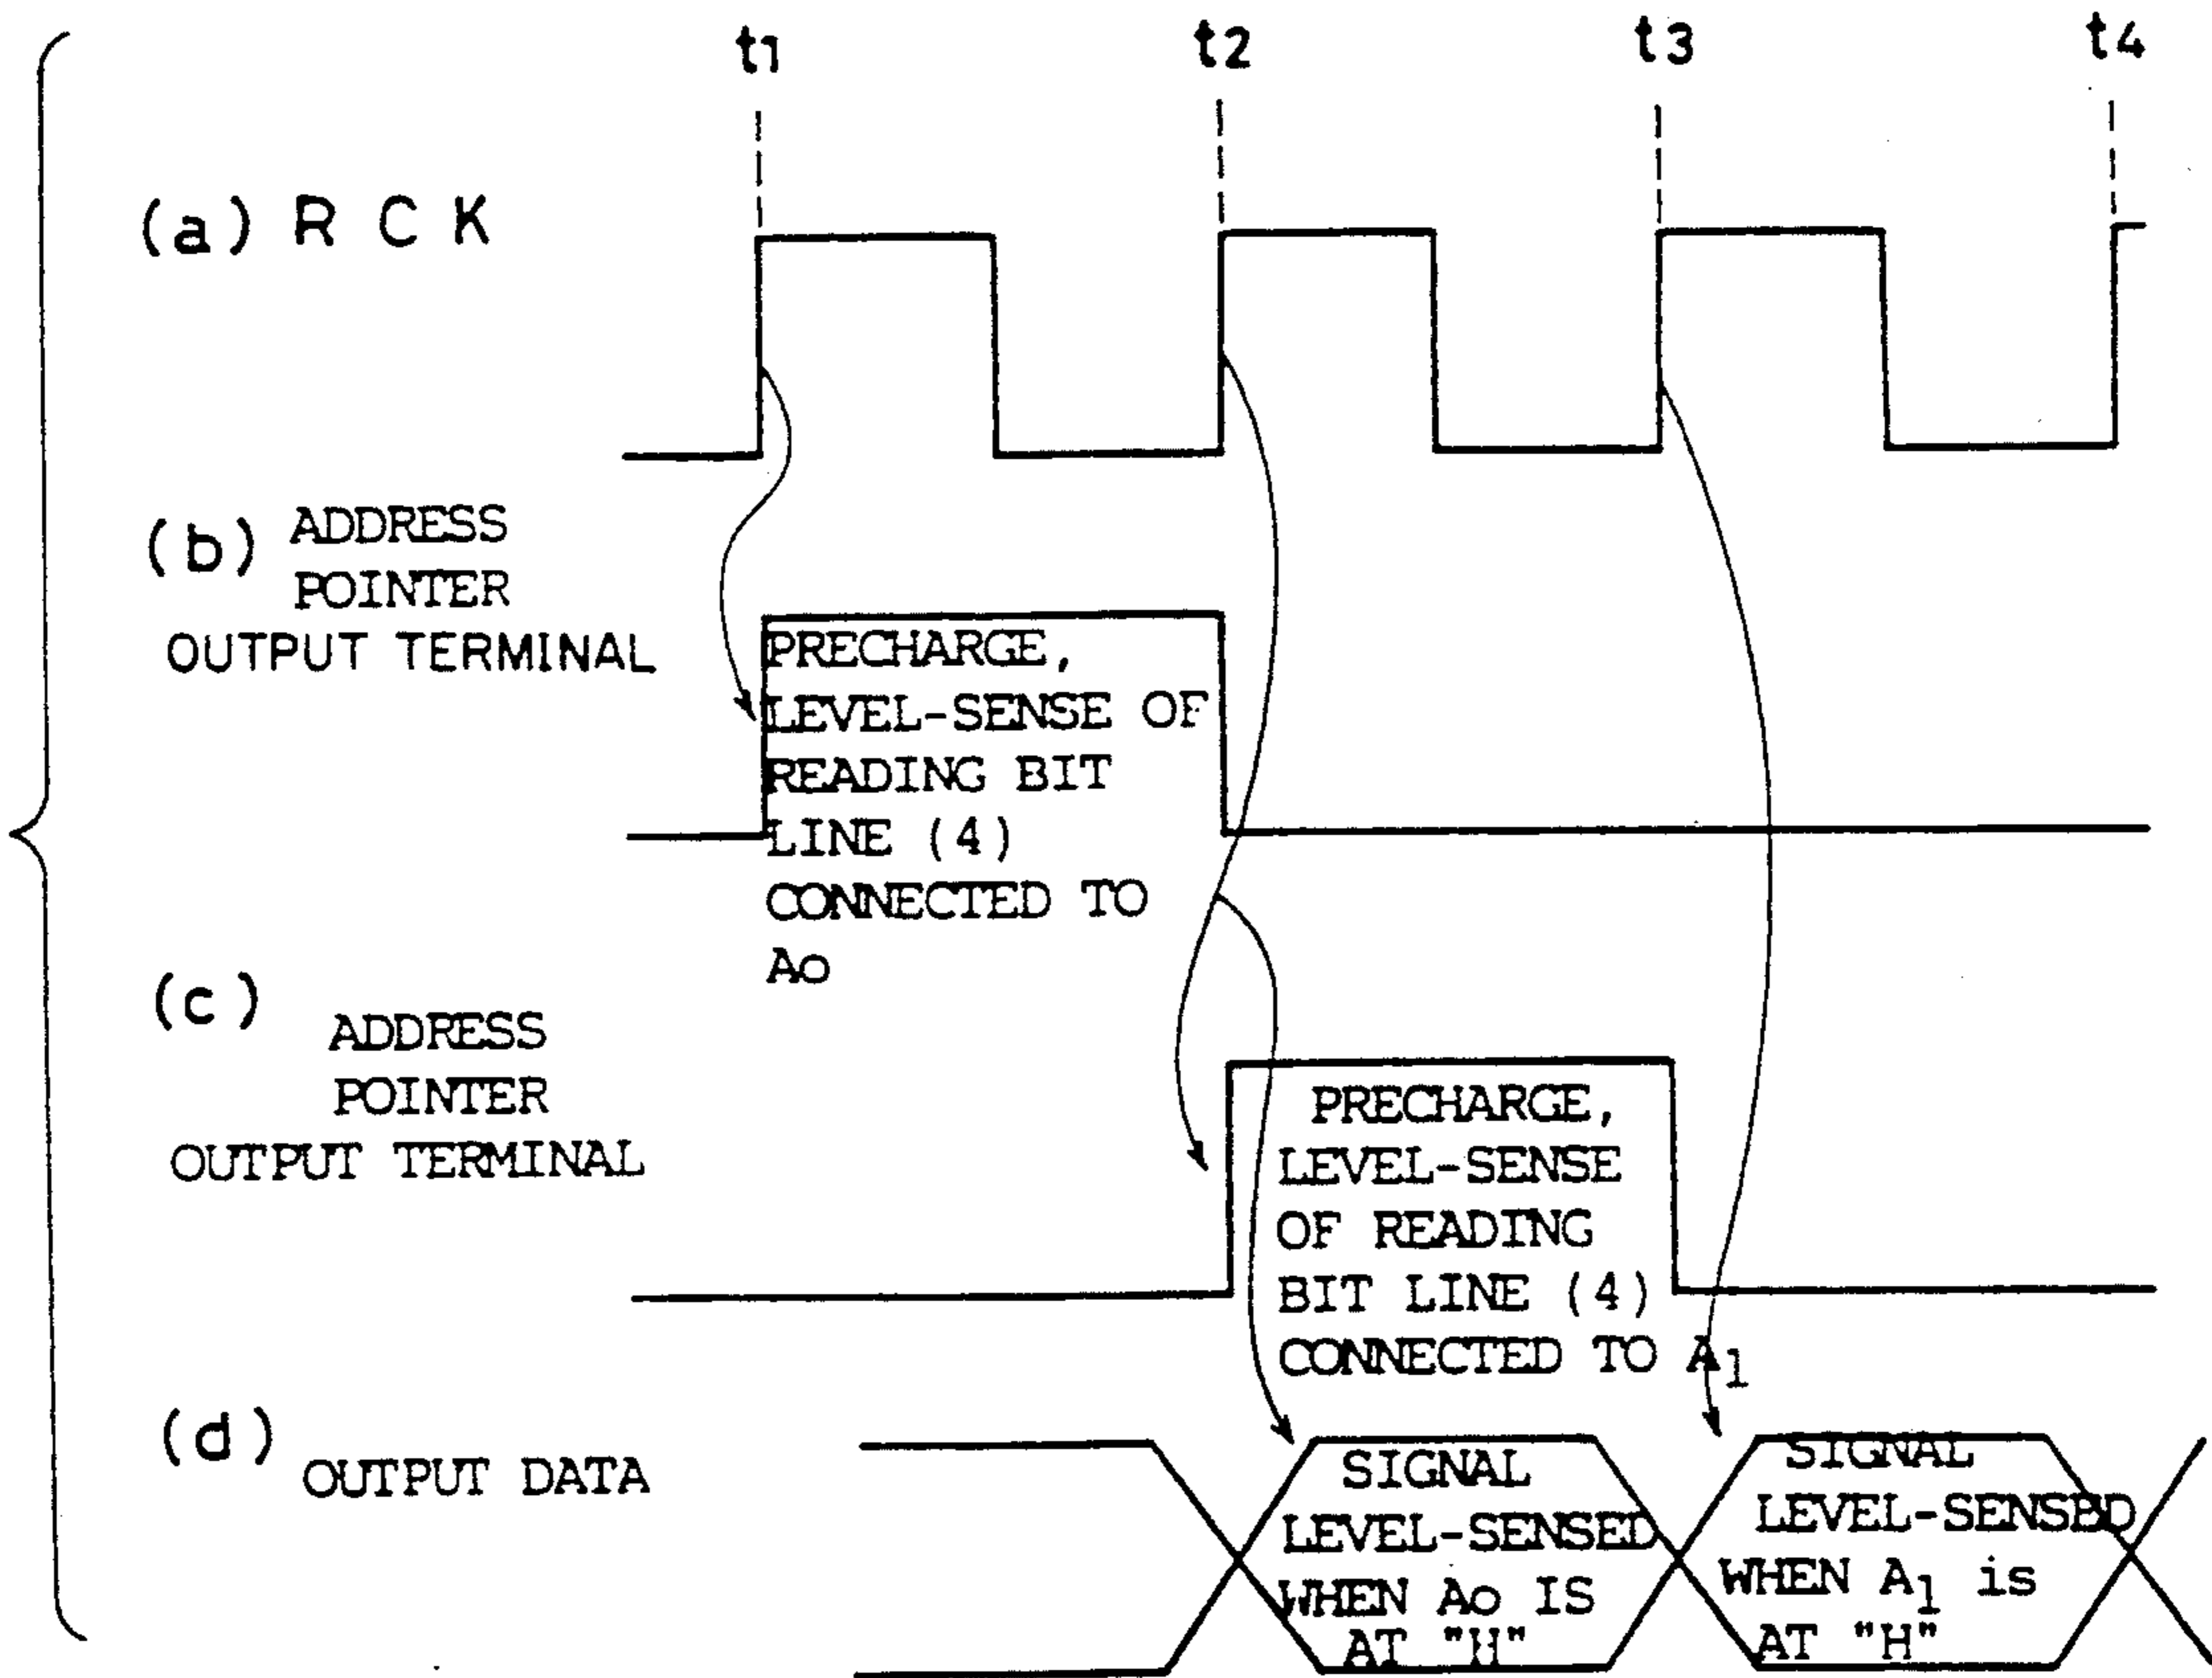 t1 t2 t3 t4
(a) R C K
(b) ADDRESS
POINTER
OUTPUT TERMINAL
PRECHARGE,
LEVEL-SENSE OF
READING BIT
LINE (4)
CONNECTED TO
Ao
(c) ADDRESS
POINTER
OUTPUT TERMINAL
PRECHARGE,
LEVEL-SENSE
OF READING
BIT LINE (4)
CONNECTED TO A1
(d) OUTPUT DATA
SIGNAL
LEVEL-SENSED
WHEN Ao IS
AT "H"
SIGNAL
LEVEL-SENSED
WHEN A1 is
AT "H"